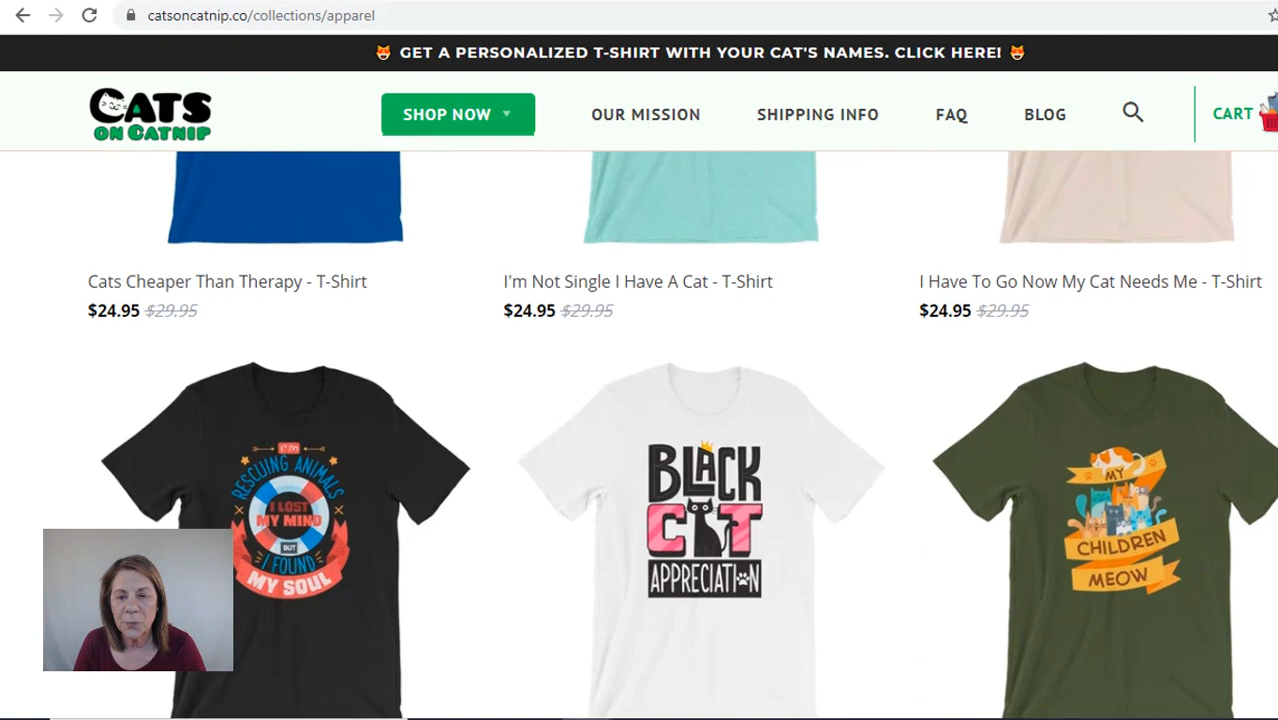 catsoncatnip.co/collections/apparel
GET A PERSONALIZED T-SHIRT WITH YOUR CAT'S NAMES. CLICK HERE!
CATS
ON CATNIP
SHOP NOW
OUR MISSION
SHIPPING INFO
FAQ
BLOG
CART
Cats Cheaper Than Therapy - T-Shirt
$24.95 $29.95
I'm Not Single I Have A Cat - T-Shirt
$24.95 $29.95
I Have To Go Now My Cat Needs Me - T-Shirt
$24.95 $29.95
I'M
RESCUING ANIMALS
I LOST
MY MIND
BUT
I FOUND
MY SOUL
BLACK
CAT
APPRECIATION
MY
CHILDREN
MEOW